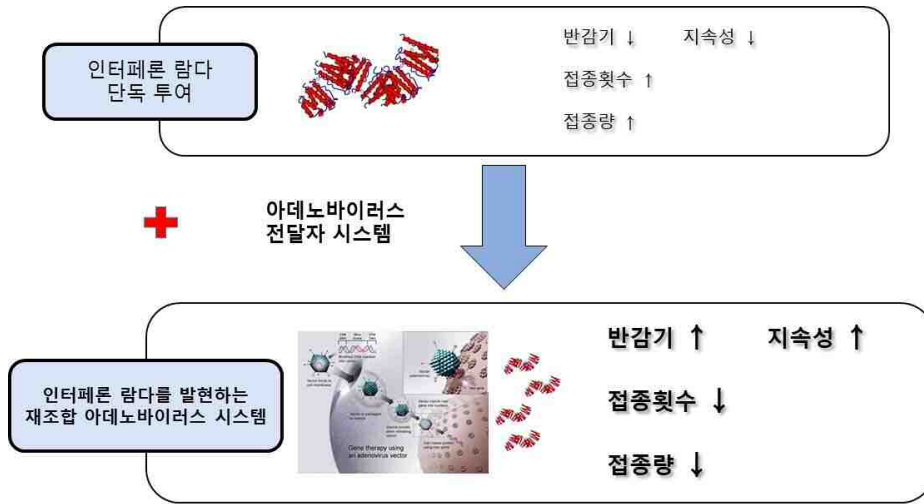 인터페론 람다
단독 투여
반감기 ↓ 지속성 ↓
접종횟수 ↑
접종량 ↑
아데노바이러스
전달자 시스템
인터페론 람다를 발현하는
재조합 아데노바이러스 시스템
Gene therapy using
an adenovirus vector
반감기 ↑ 지속성 ↑
접종횟수 ↓
접종량 ↓